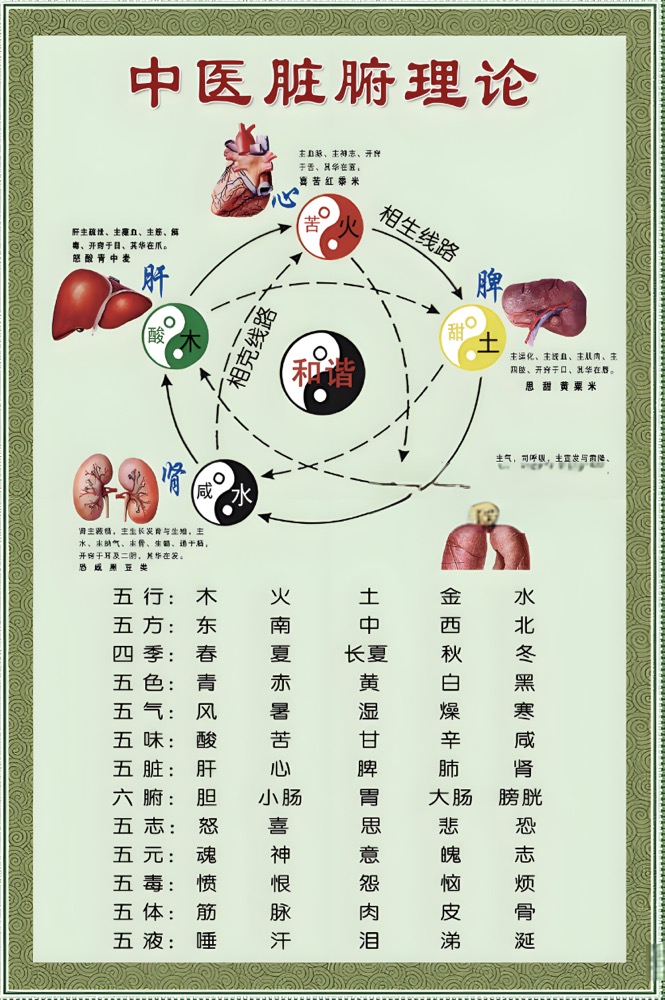 中医脏腑理论
主血脉、主神志、开窍
于舌、其华在面。
喜苦红黍米
心
苦 火
相生线路
肝主疏泄、主藏血、主筋、解
毒、开窍于目、其华在爪。
怒酸青中麦
肝
酸 木
脾
甜 土
主运化、主统血、主肌肉、主
四肢、开窍于口、其华在唇。
思甜黄粟米
相克线路
和谐
主气，司呼吸，主宣发与肃降、
肾
咸 水
肾主藏精，主生长发育与生殖，主
水、主纳气、主骨、生髓、通于脑，
开窍于耳及二阴，其华在发。
恐咸黑豆类
五行：木 火 土 金 水
五方：东 南 中 西 北
四季：春 夏 长夏 秋 冬
五色：青 赤 黄 白 黑
五气：风 暑 湿 燥 寒
五味：酸 苦 甘 辛 咸
五脏：肝 心 脾 肺 肾
六腑：胆 小肠 胃 大肠 膀胱
五志：怒 喜 思 悲 恐
五元：魂 神 意 魄 志
五毒：愤 恨 怨 恼 烦
五体：筋 脉 肉 皮 骨
五液：唾 汗 泪 涕 涎